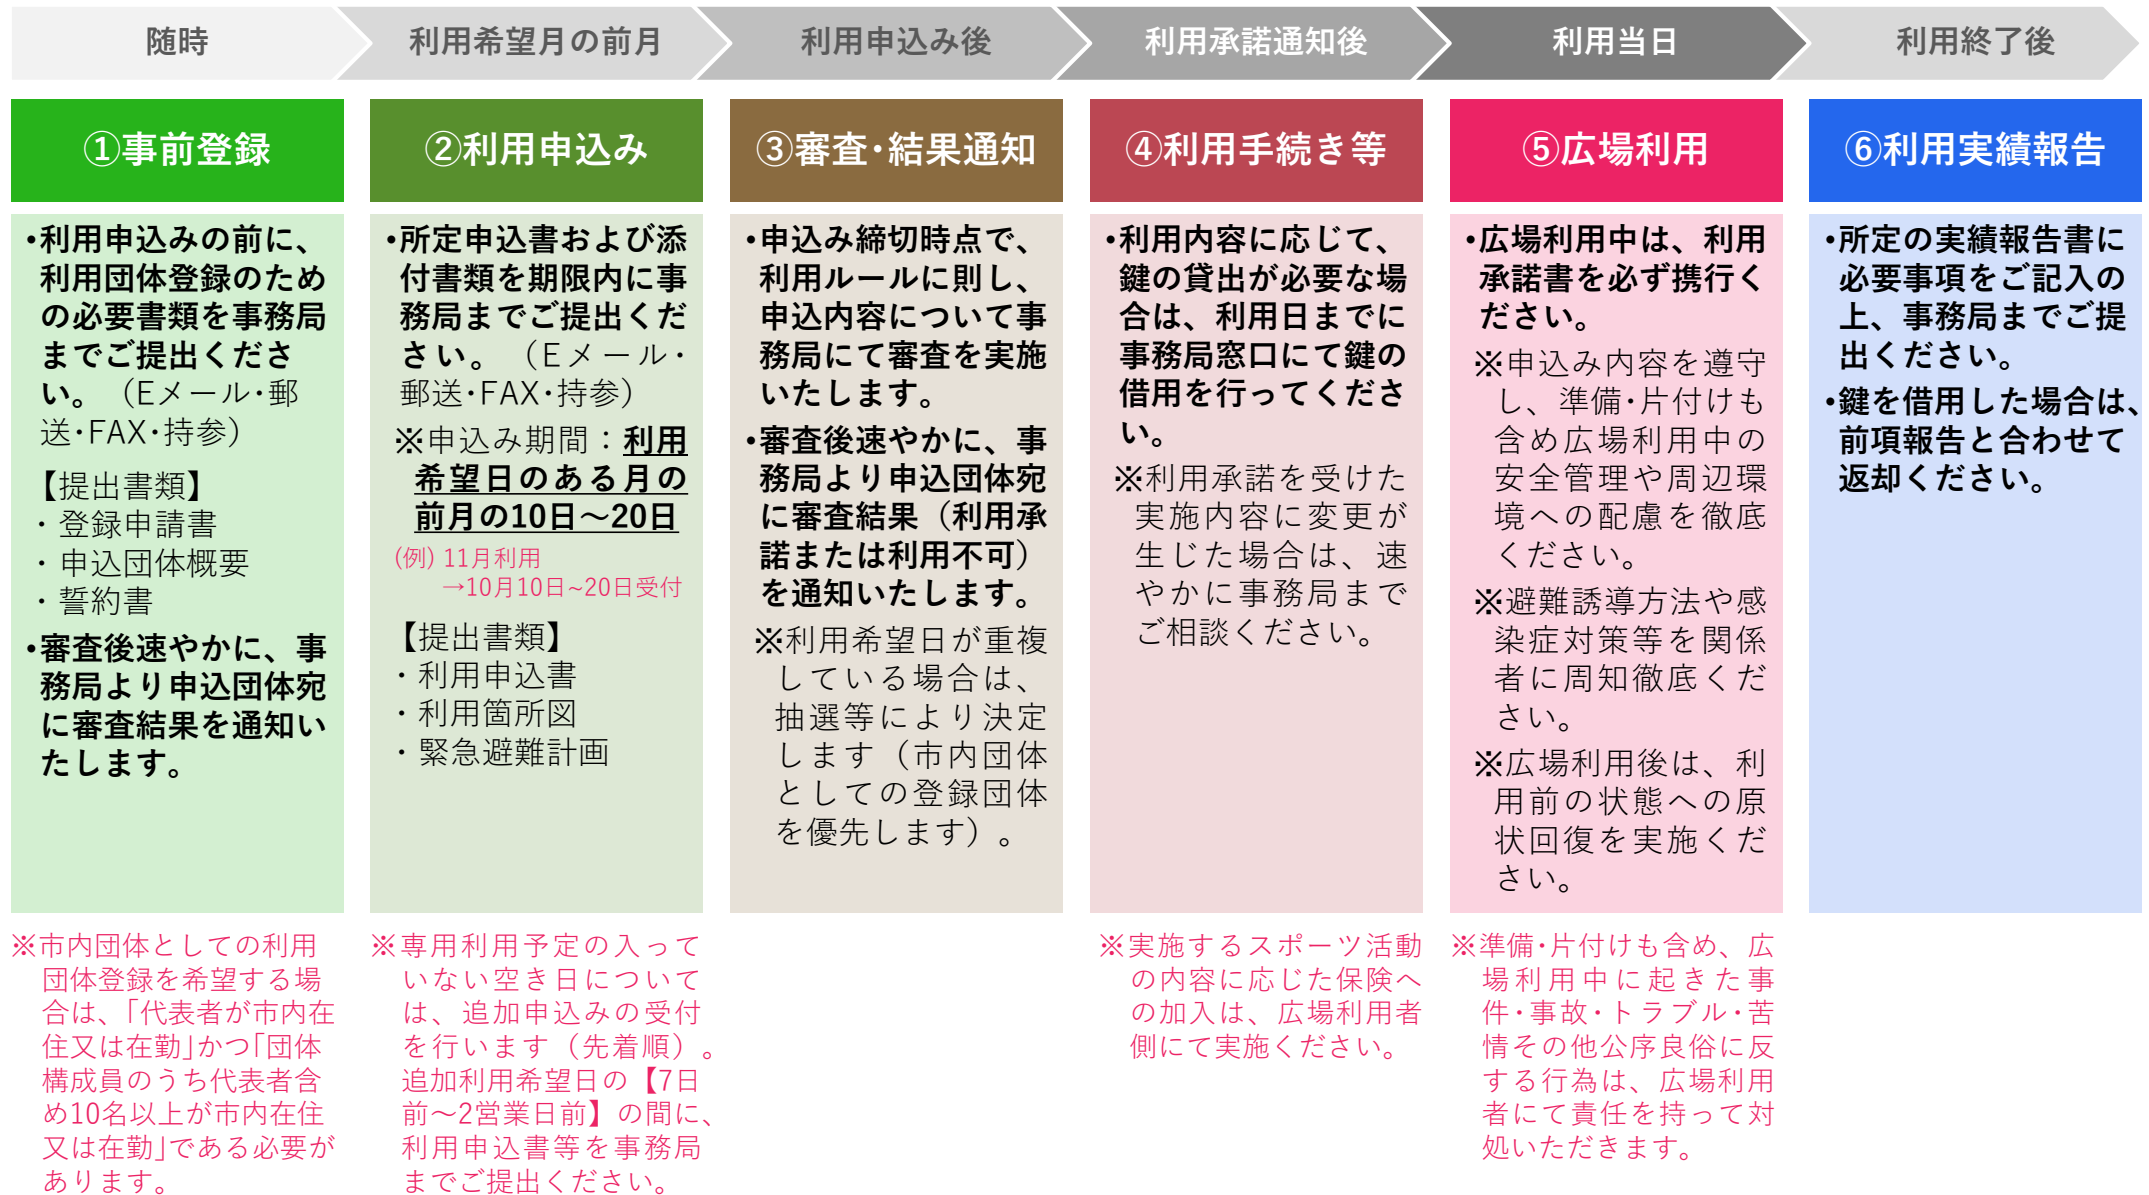 随時
利用希望月の前月
利用申込み後
利用承諾通知後
利用当日
利用終了後
①事前登録
・利用申込みの前に、
利用団体登録のため
の必要書類を事務局
までご提出くださ
い。（Eメール・郵
送・FAX・持参）
【提出書類】
・登録申請書
・申込団体概要
・誓約書
・審査後速やかに、事
務局より申込団体宛
に審査結果を通知い
たします。
※市内団体としての利用
団体登録を希望する場
合は、｢代表者が市内在
住又は在勤｣かつ｢団体
構成員のうち代表者含
め10名以上が市内在住
又は在勤｣である必要が
あります。
②利用申込み
・所定申込書および添
付書類を期限内に事
務局までご提出くだ
さい。（Eメール・
郵送・FAX・持参）
※申込み期間：利用
希望日のある月の
前月の10日～20日
(例) 11月利用
→10月10日~20日受付
【提出書類】
・利用申込書
・利用箇所図
・緊急避難計画
※専用利用予定の入って
いない空き日について
は、追加申込みの受付
を行います（先着順）。
追加利用希望日の【7日
前～2営業日前】の間に、
利用申込書等を事務局
までご提出ください。
③審査・結果通知
・申込み締切時点で、
利用ルールに則し、
申込内容について事
務局にて審査を実施
いたします。
・審査後速やかに、事
務局より申込団体宛
に審査結果（利用承
諾または利用不可）
を通知いたします。
※利用希望日が重複
している場合は、
抽選等により決定
します（市内団体
としての登録団体
を優先します）。
④利用手続き等
・利用内容に応じて、
鍵の貸出が必要な場
合は、利用日までに
事務局窓口にて鍵の
借用を行ってくださ
い。
※利用承諾を受けた
実施内容に変更が
生じた場合は、速
やかに事務局まで
ご相談ください。
※実施するスポーツ活動
の内容に応じた保険へ
の加入は、広場利用者
側にて実施ください。
⑤広場利用
・広場利用中は、利用
承諾書を必ず携行く
ださい。
※申込み内容を遵守
し、準備・片付けも
含め広場利用中の
安全管理や周辺環
境への配慮を徹底
ください。
※避難誘導方法や感
染症対策等を関係
者に周知徹底くだ
さい。
※広場利用後は、利
用前の状態への原
状回復を実施くだ
さい。
※準備・片付けも含め、広
場利用中に起きた事
件・事故・トラブル・苦
情その他公序良俗に反
する行為は、広場利用
者にて責任を持って対
処いただきます。
⑥利用実績報告
・所定の実績報告書に
必要事項をご記入の
上、事務局までご提
出ください。
・鍵を借用した場合は、
前項報告と合わせて
返却ください。